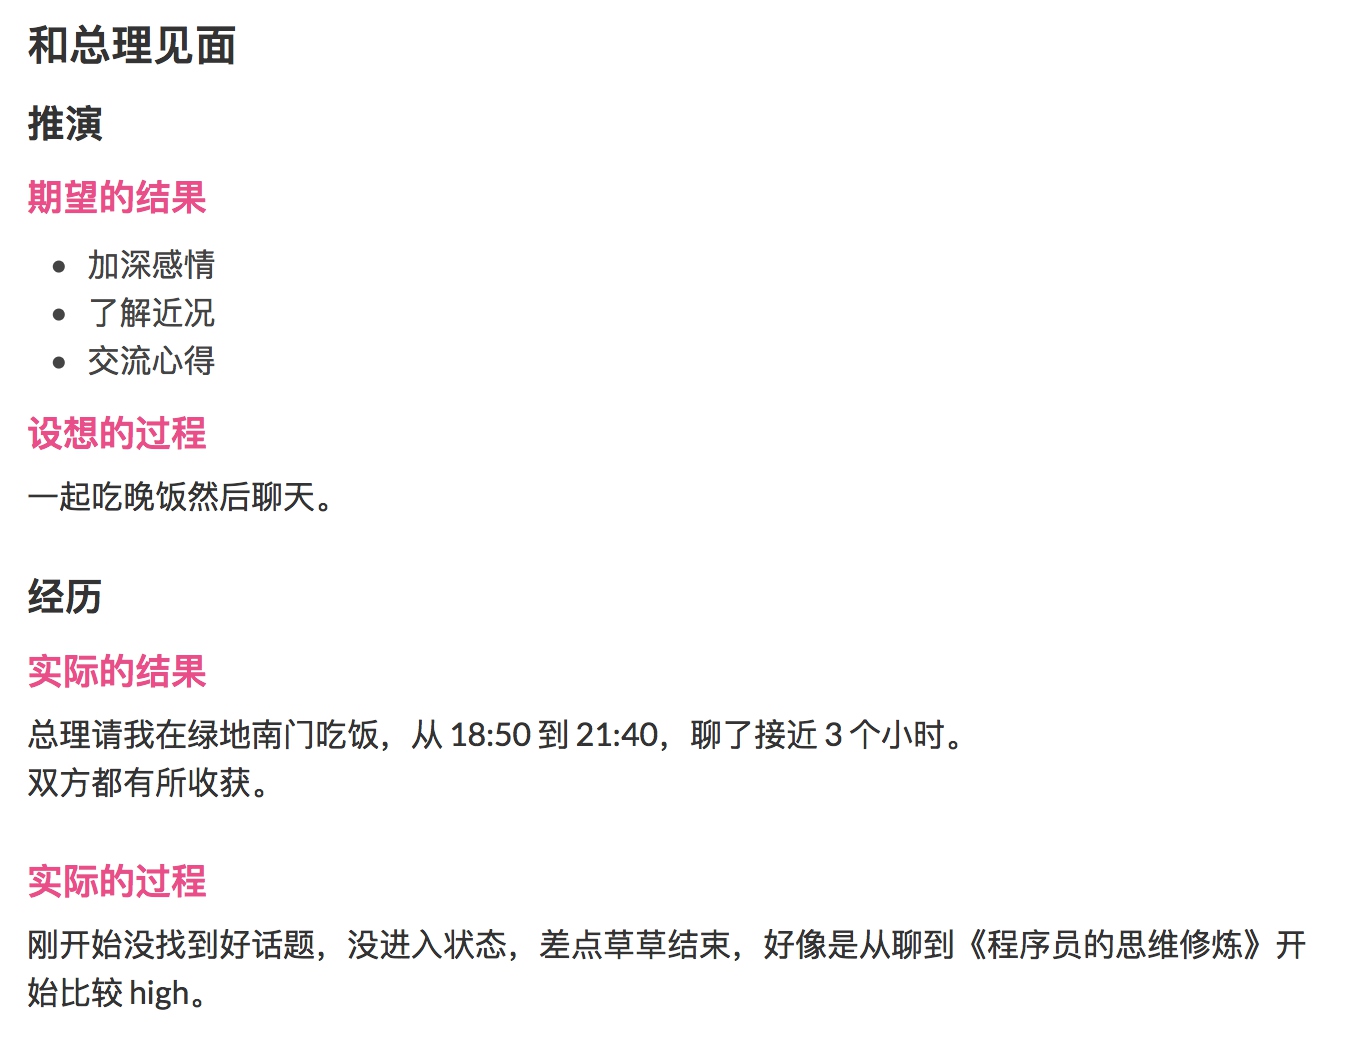 和总理见面
推演
期望的结果
• 加深感情
• 了解近况
• 交流心得
设想的过程
一起吃晚饭然后聊天。
经历
实际的结果
总理请我在绿地南门吃饭，从 18:50 到 21:40，聊了接近 3 个小时。
双方都有所收获。
实际的过程
刚开始没找到好话题，没进入状态，差点草草结束，好像是从聊到《程序员的思维修炼》开
始比较 high。